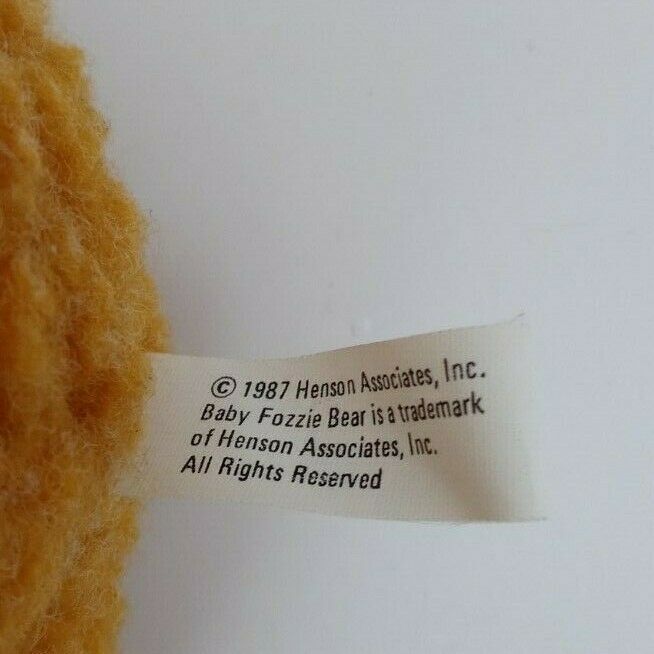 © 1987 Henson Associates, Inc.
Baby Fozzie Bear is a trademark
of Henson Associates, Inc.
All Rights Reserved